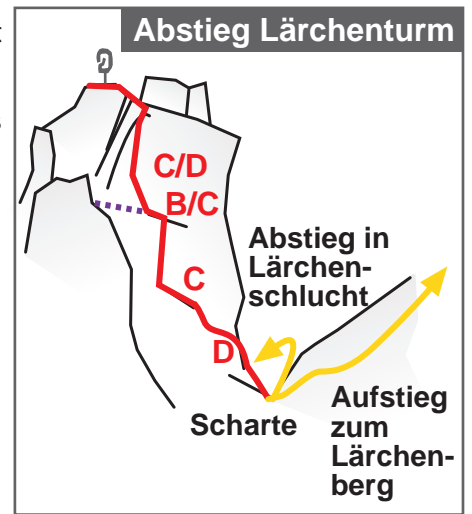 Abstieg Lärchenturm
C/D
B/C
Abstieg in
Lärchen-
schlucht
C
D
Scharte
Aufstieg
zum
Lärchen-
berg